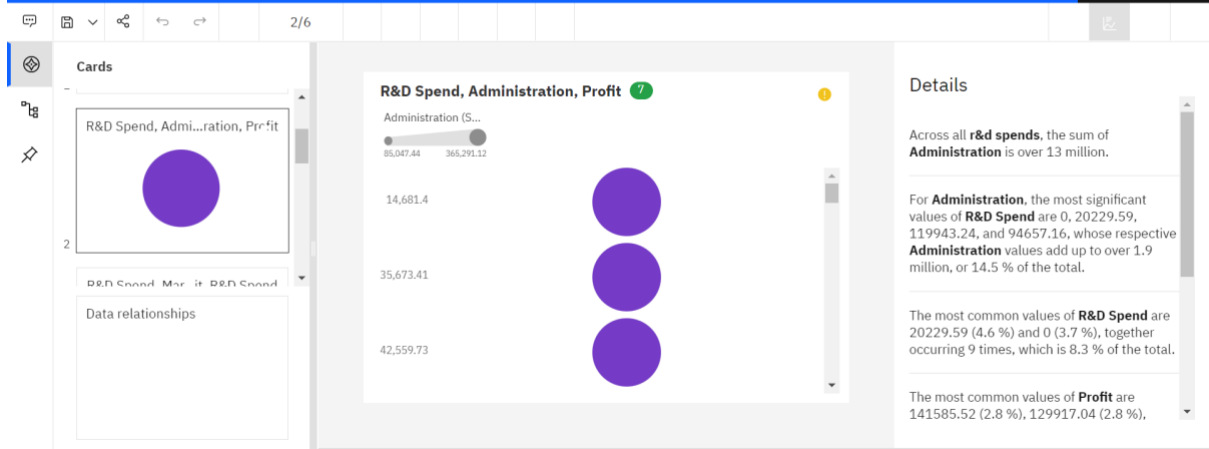 2/6
Cards
R&D Spend, Admi...ration, Profit
2
R&D Spend, Mar...it, R&D Spend
Data relationships
R&D Spend, Administration, Profit 7
Administration (S...
85,047.44 366,291.12
14,681.4
35,673.41
42,559.73
Details
Across all r&d spends, the sum of
Administration is over 13 million.
For Administration, the most significant
values of R&D Spend are 0, 20229.59,
119943.24, and 94657.16, whose respective
Administration values add up to over 1.9
million, or 14.5 % of the total.
The most common values of R&D Spend are
20229.59 (4.6 %) and 0 (3.7 %), together
occurring 9 times, which is 8.3 % of the total.
The most common values of Profit are
141585.52 (2.8 %), 129917.04 (2.8 %),